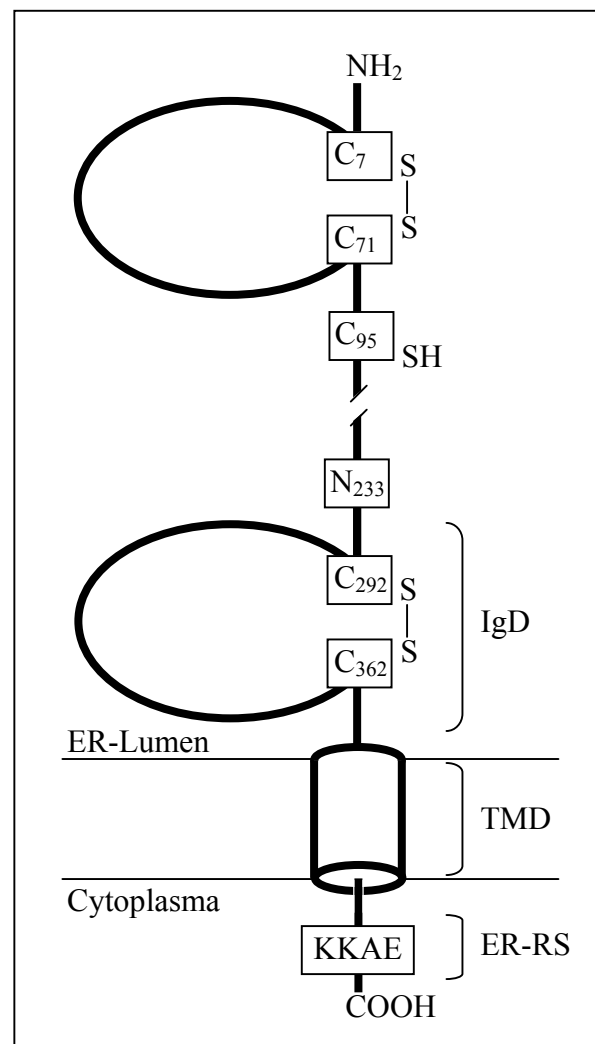 NH₂
C₇
S
S
C₇₁
C₉₅
SH
N₂₃₃
C₂₉₂
S
S
C₃₆₂
IgD
ER-Lumen
TMD
Cytoplasma
KKAE
ER-RS
COOH